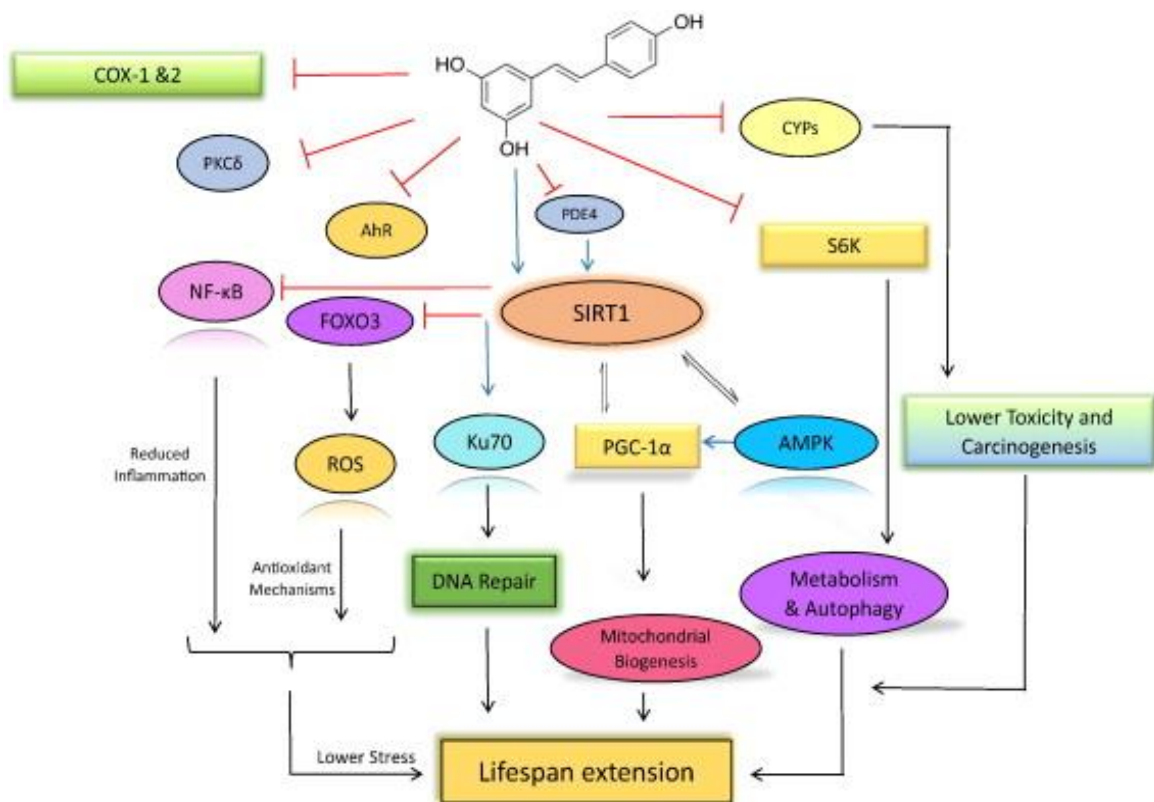 OH
HO
OH
COX-1 &2
CYPs
PKCδ
PDE4
AhR
S6K
NF-κB
SIRT1
FOXO3
Lower Toxicity and
Carcinogenesis
Ku70
PGC-1α
AMPK
Reduced
Inflammation
ROS
Antioxidant
Mechanisms
DNA Repair
Metabolism
& Autophagy
Mitochondrial
Biogenesis
Lower Stress
Lifespan extension